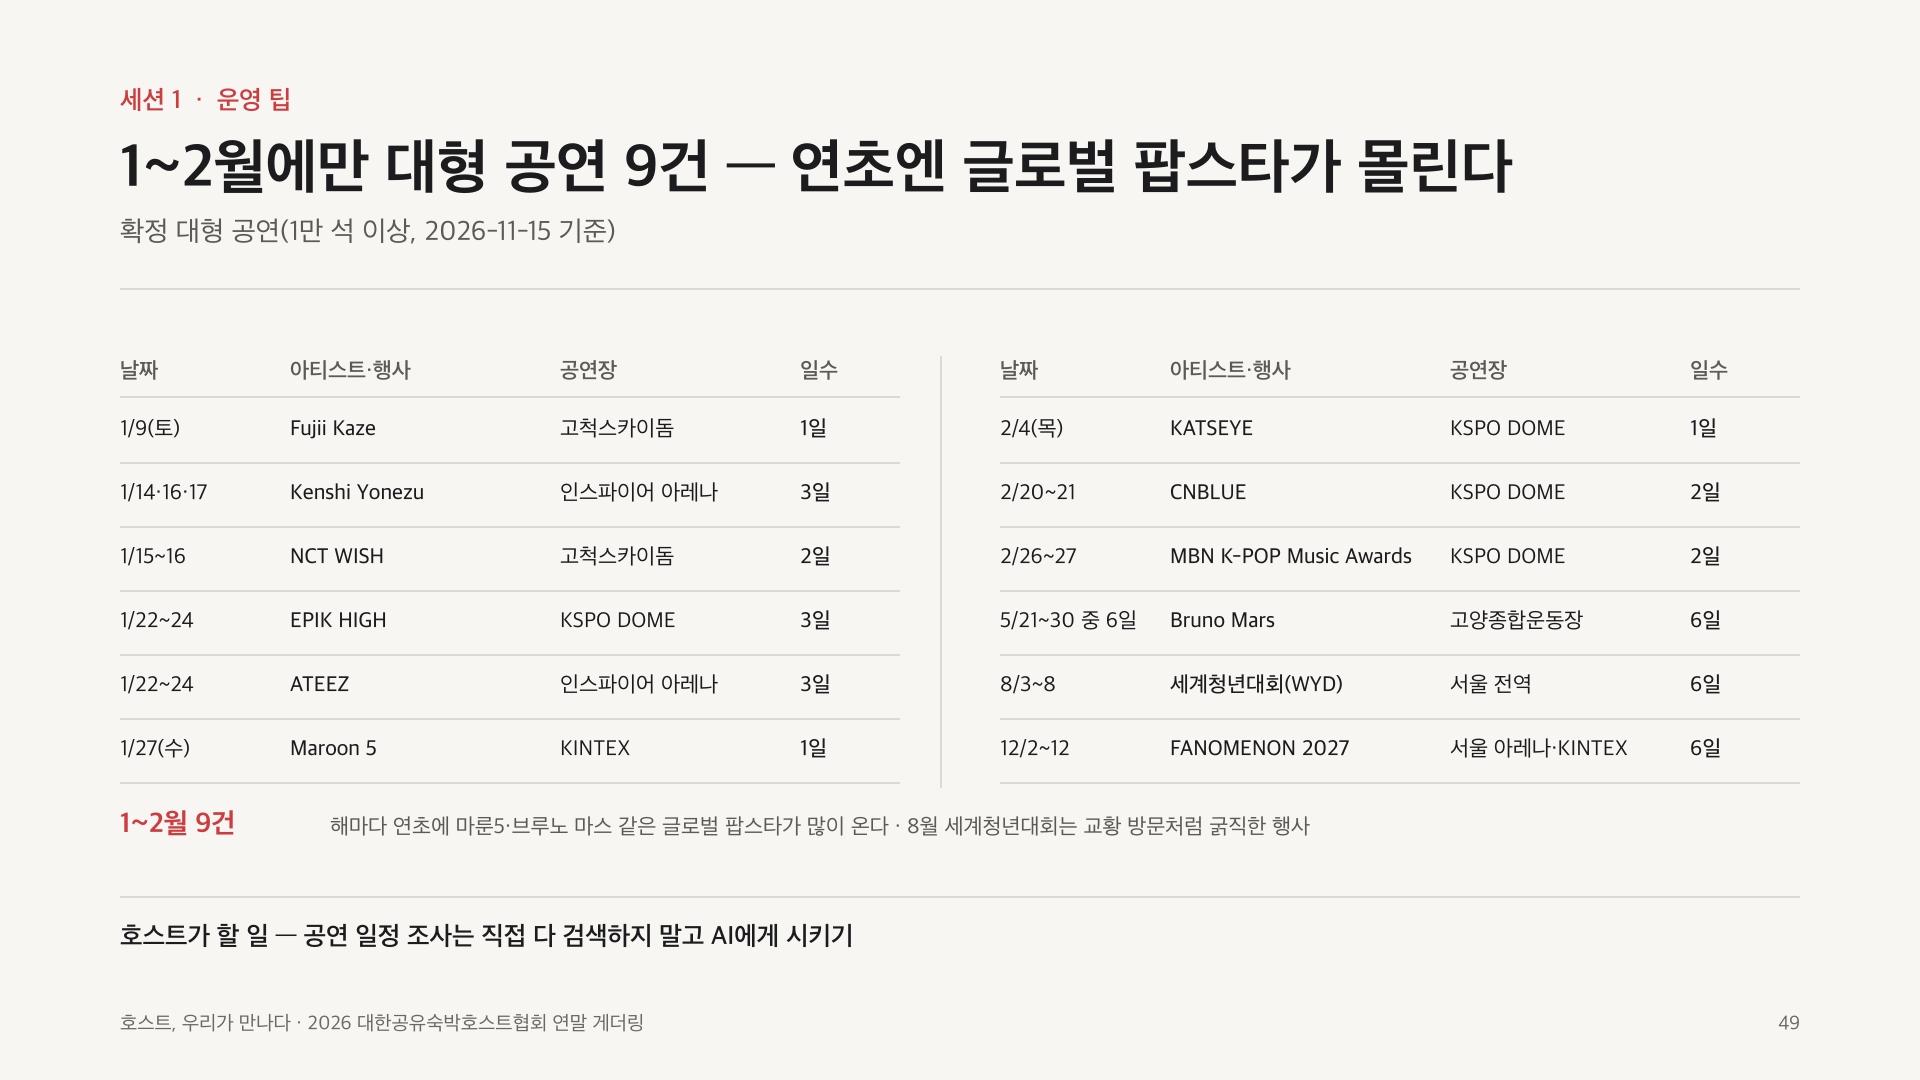 세션 1 · 운영 팁
1~2월에만 대형 공연 9건 — 연초엔 글로벌 팝스타가 몰린다
확정 대형 공연(1만 석 이상, 2026-11-15 기준)
날짜 아티스트·행사 공연장 일수
1/9(토) Fujii Kaze 고척스카이돔 1일
1/14·16·17 Kenshi Yonezu 인스파이어 아레나 3일
1/15~16 NCT WISH 고척스카이돔 2일
1/22~24 EPIK HIGH KSPO DOME 3일
1/22~24 ATEEZ 인스파이어 아레나 3일
1/27(수) Maroon 5 KINTEX 1일
날짜 아티스트·행사 공연장 일수
2/4(목) KATSEYE KSPO DOME 1일
2/20~21 CNBLUE KSPO DOME 2일
2/26~27 MBN K-POP Music Awards KSPO DOME 2일
5/21~30 중 6일 Bruno Mars 고양종합운동장 6일
8/3~8 세계청년대회(WYD) 서울 전역 6일
12/2~12 FANOMENON 2027 서울 아레나·KINTEX 6일
1~2월 9건 해마다 연초에 마룬5·브루노 마스 같은 글로벌 팝스타가 많이 온다 · 8월 세계청년대회는 교황 방문처럼 굵직한 행사
호스트가 할 일 — 공연 일정 조사는 직접 다 검색하지 말고 AI에게 시키기
호스트, 우리가 만나다 · 2026 대한공유숙박호스트협회 연말 게더링 49